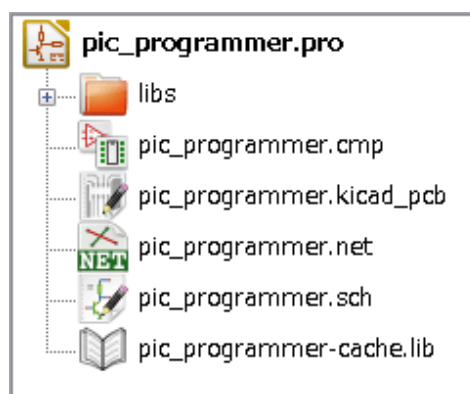 pic_programmer.pro
libs
pic_programmer.cmp
pic_programmer.kicad_pcb
NET pic_programmer.net
pic_programmer.sch
pic_programmer-cache.lib